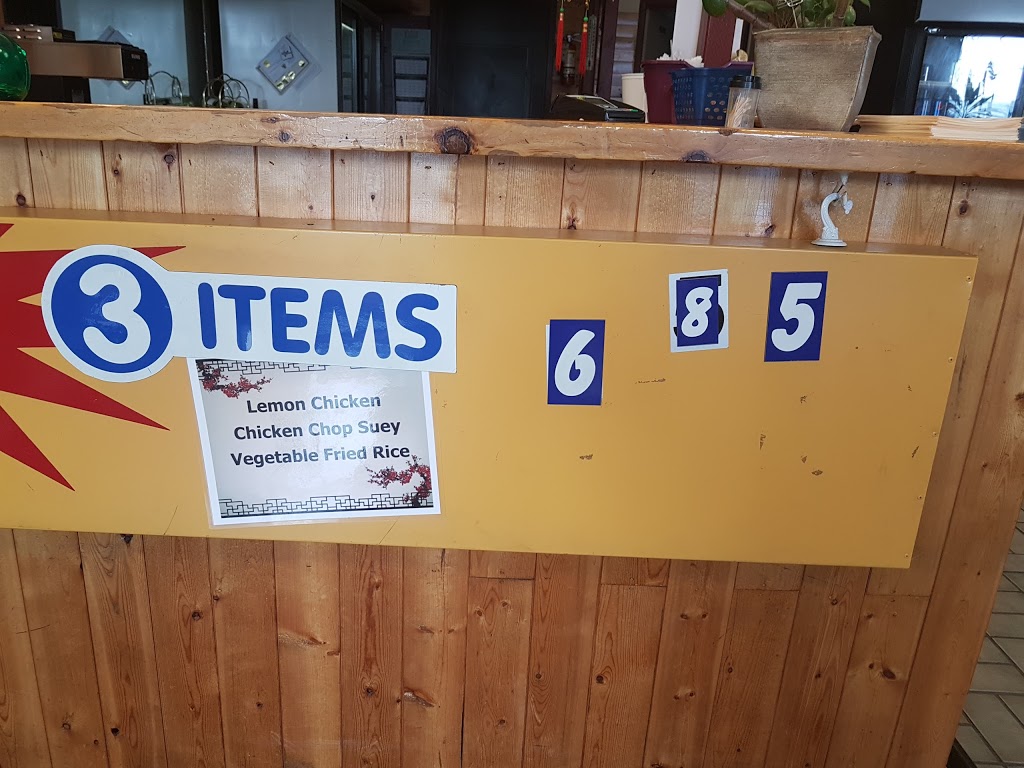 3 ITEMS
6 8 5
Lemon Chicken
Chicken Chop Suey
Vegetable Fried Rice